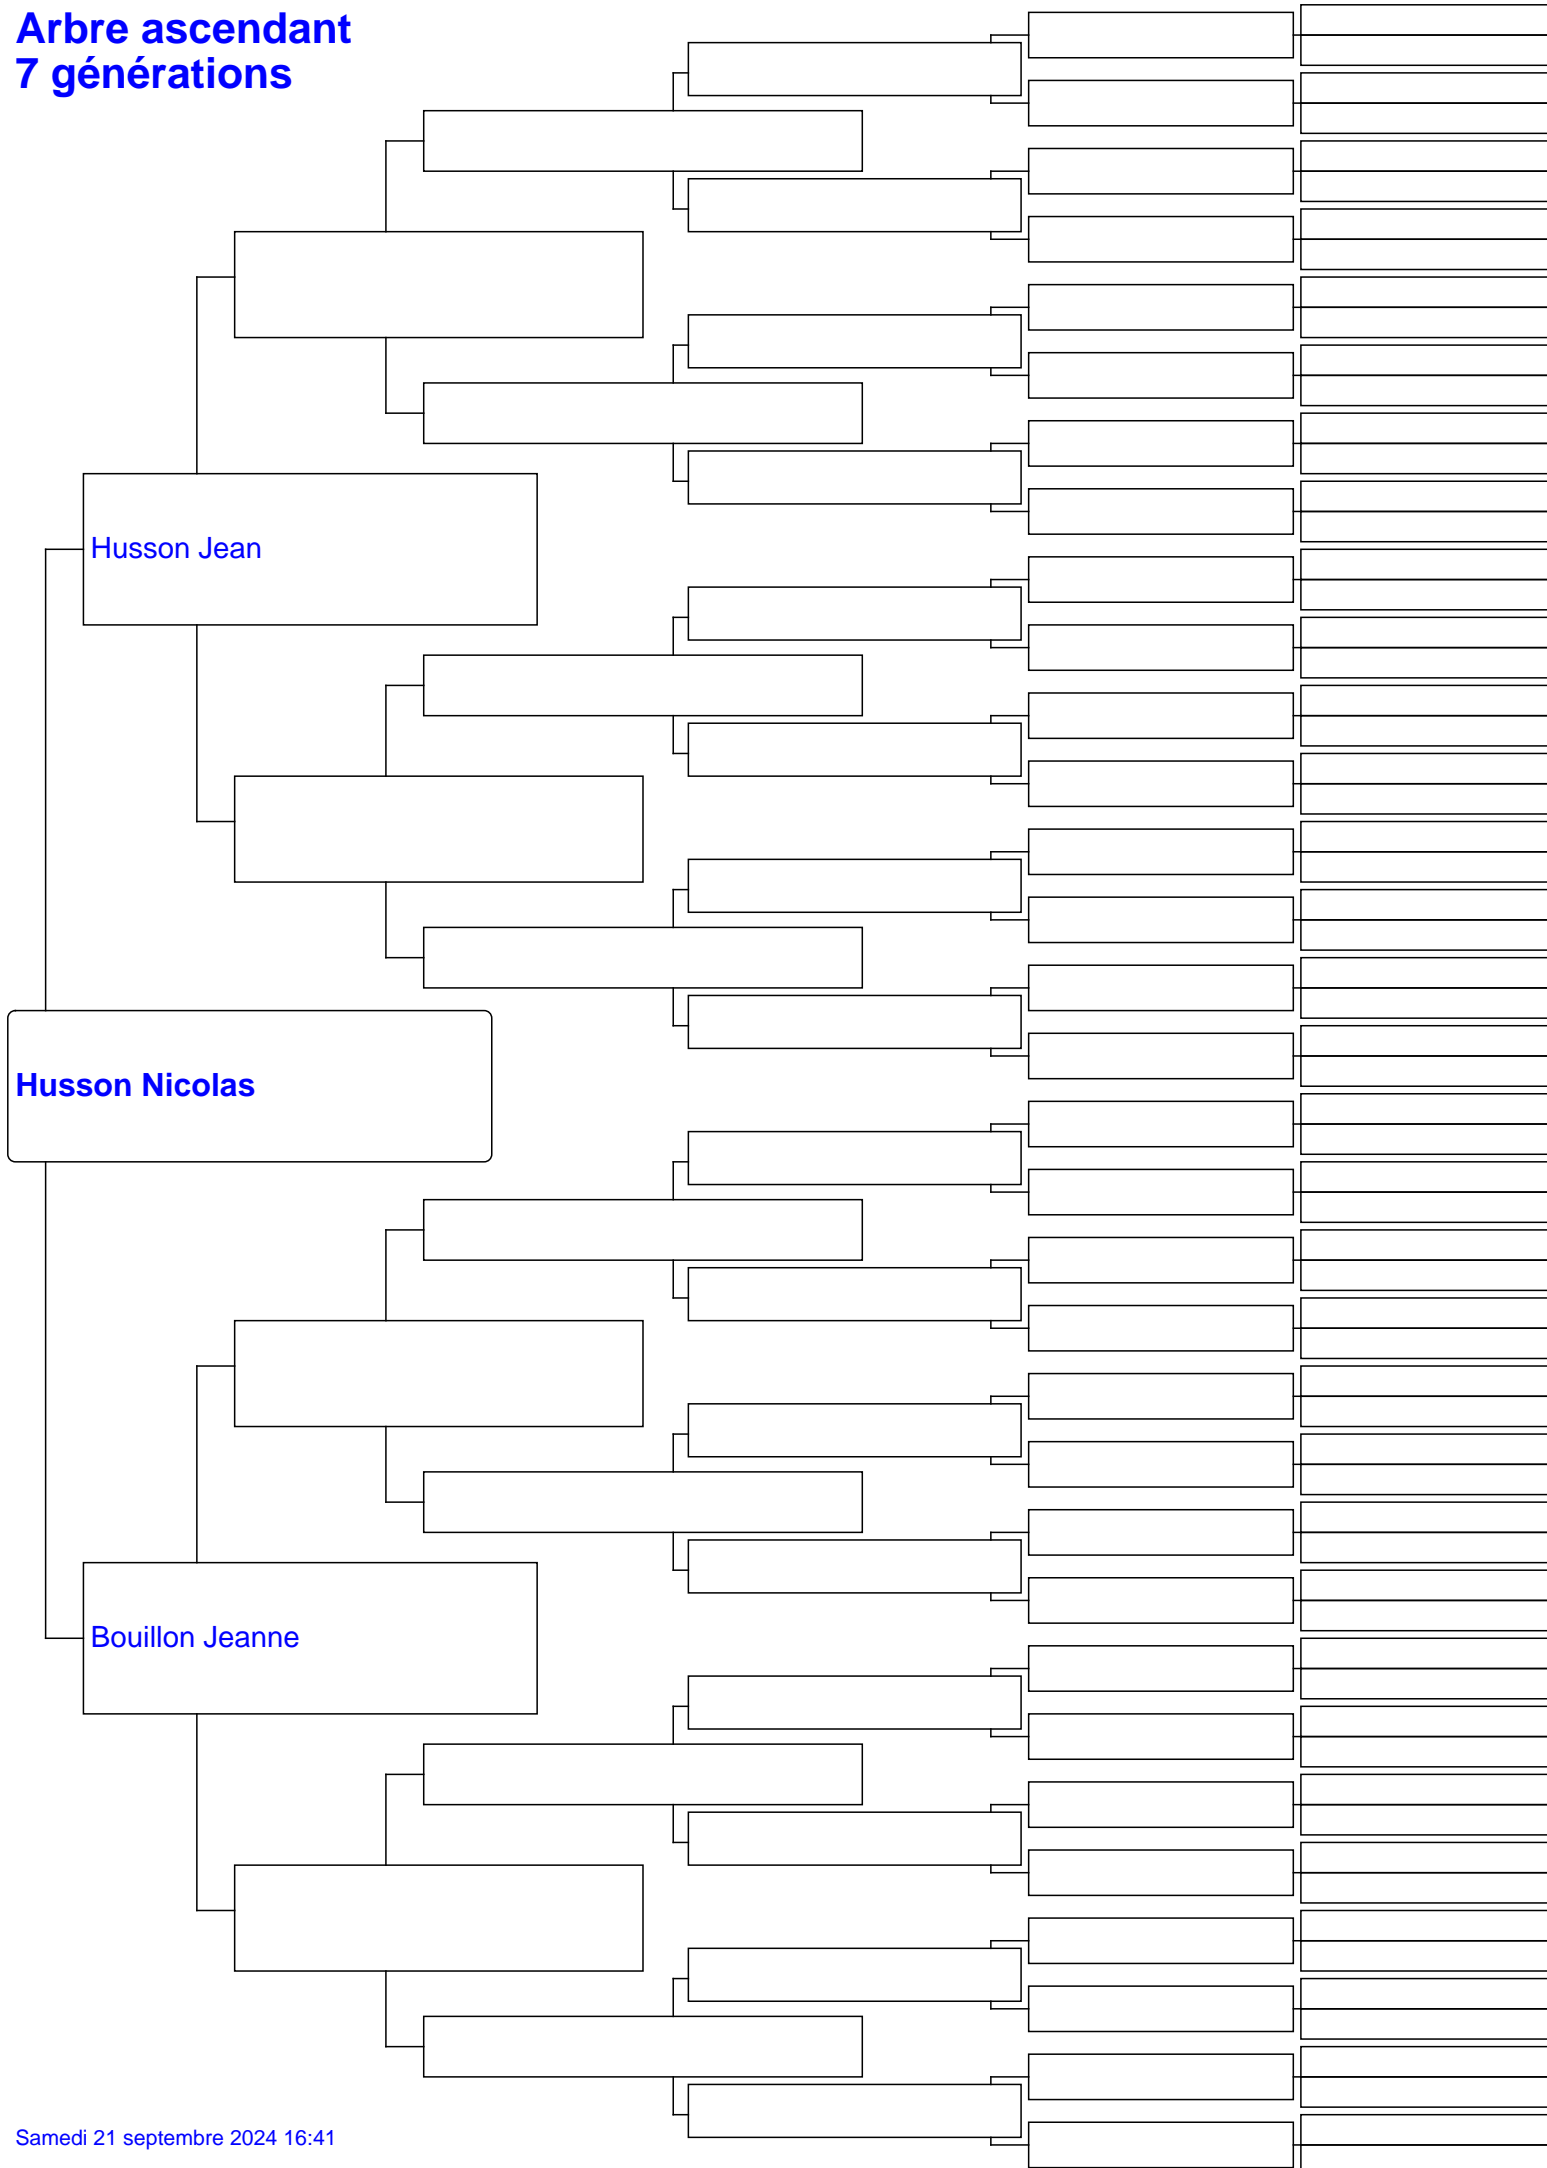 Arbre ascendant
7 générations
Husson Jean
Husson Nicolas
Bouillon Jeanne
Samedi 21 septembre 2024 16:41